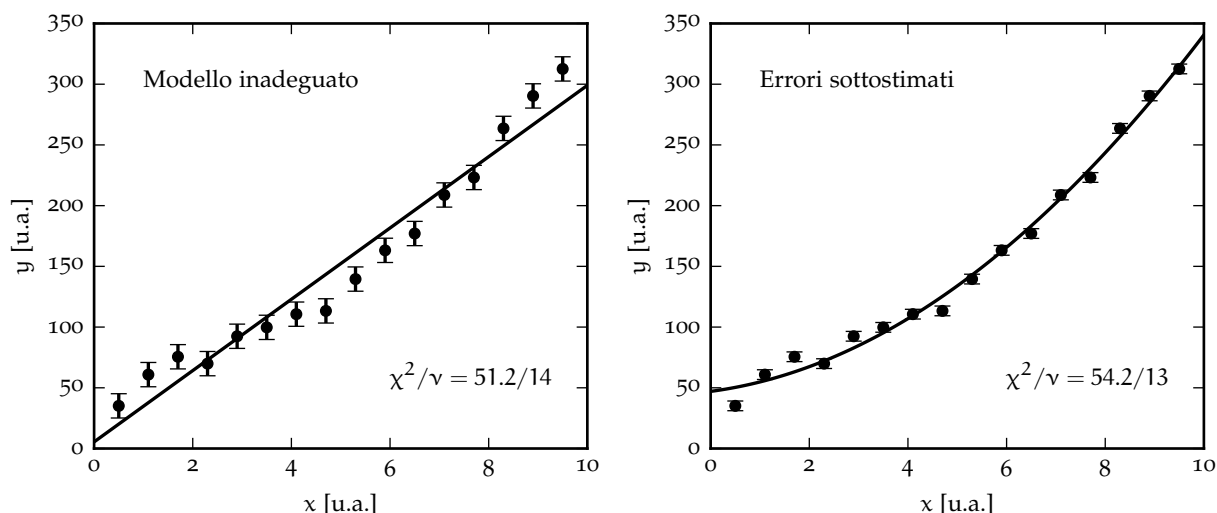 350
300
250
200
150
100
50
0
y [u.a.]
Modello inadeguato
χ²/ν = 51.2/14
0 2 4 6 8 10
x [u.a.]
350
300
250
200
150
100
50
0
y [u.a.]
Errori sottostimati
χ²/ν = 54.2/13
0 2 4 6 8 10
x [u.a.]